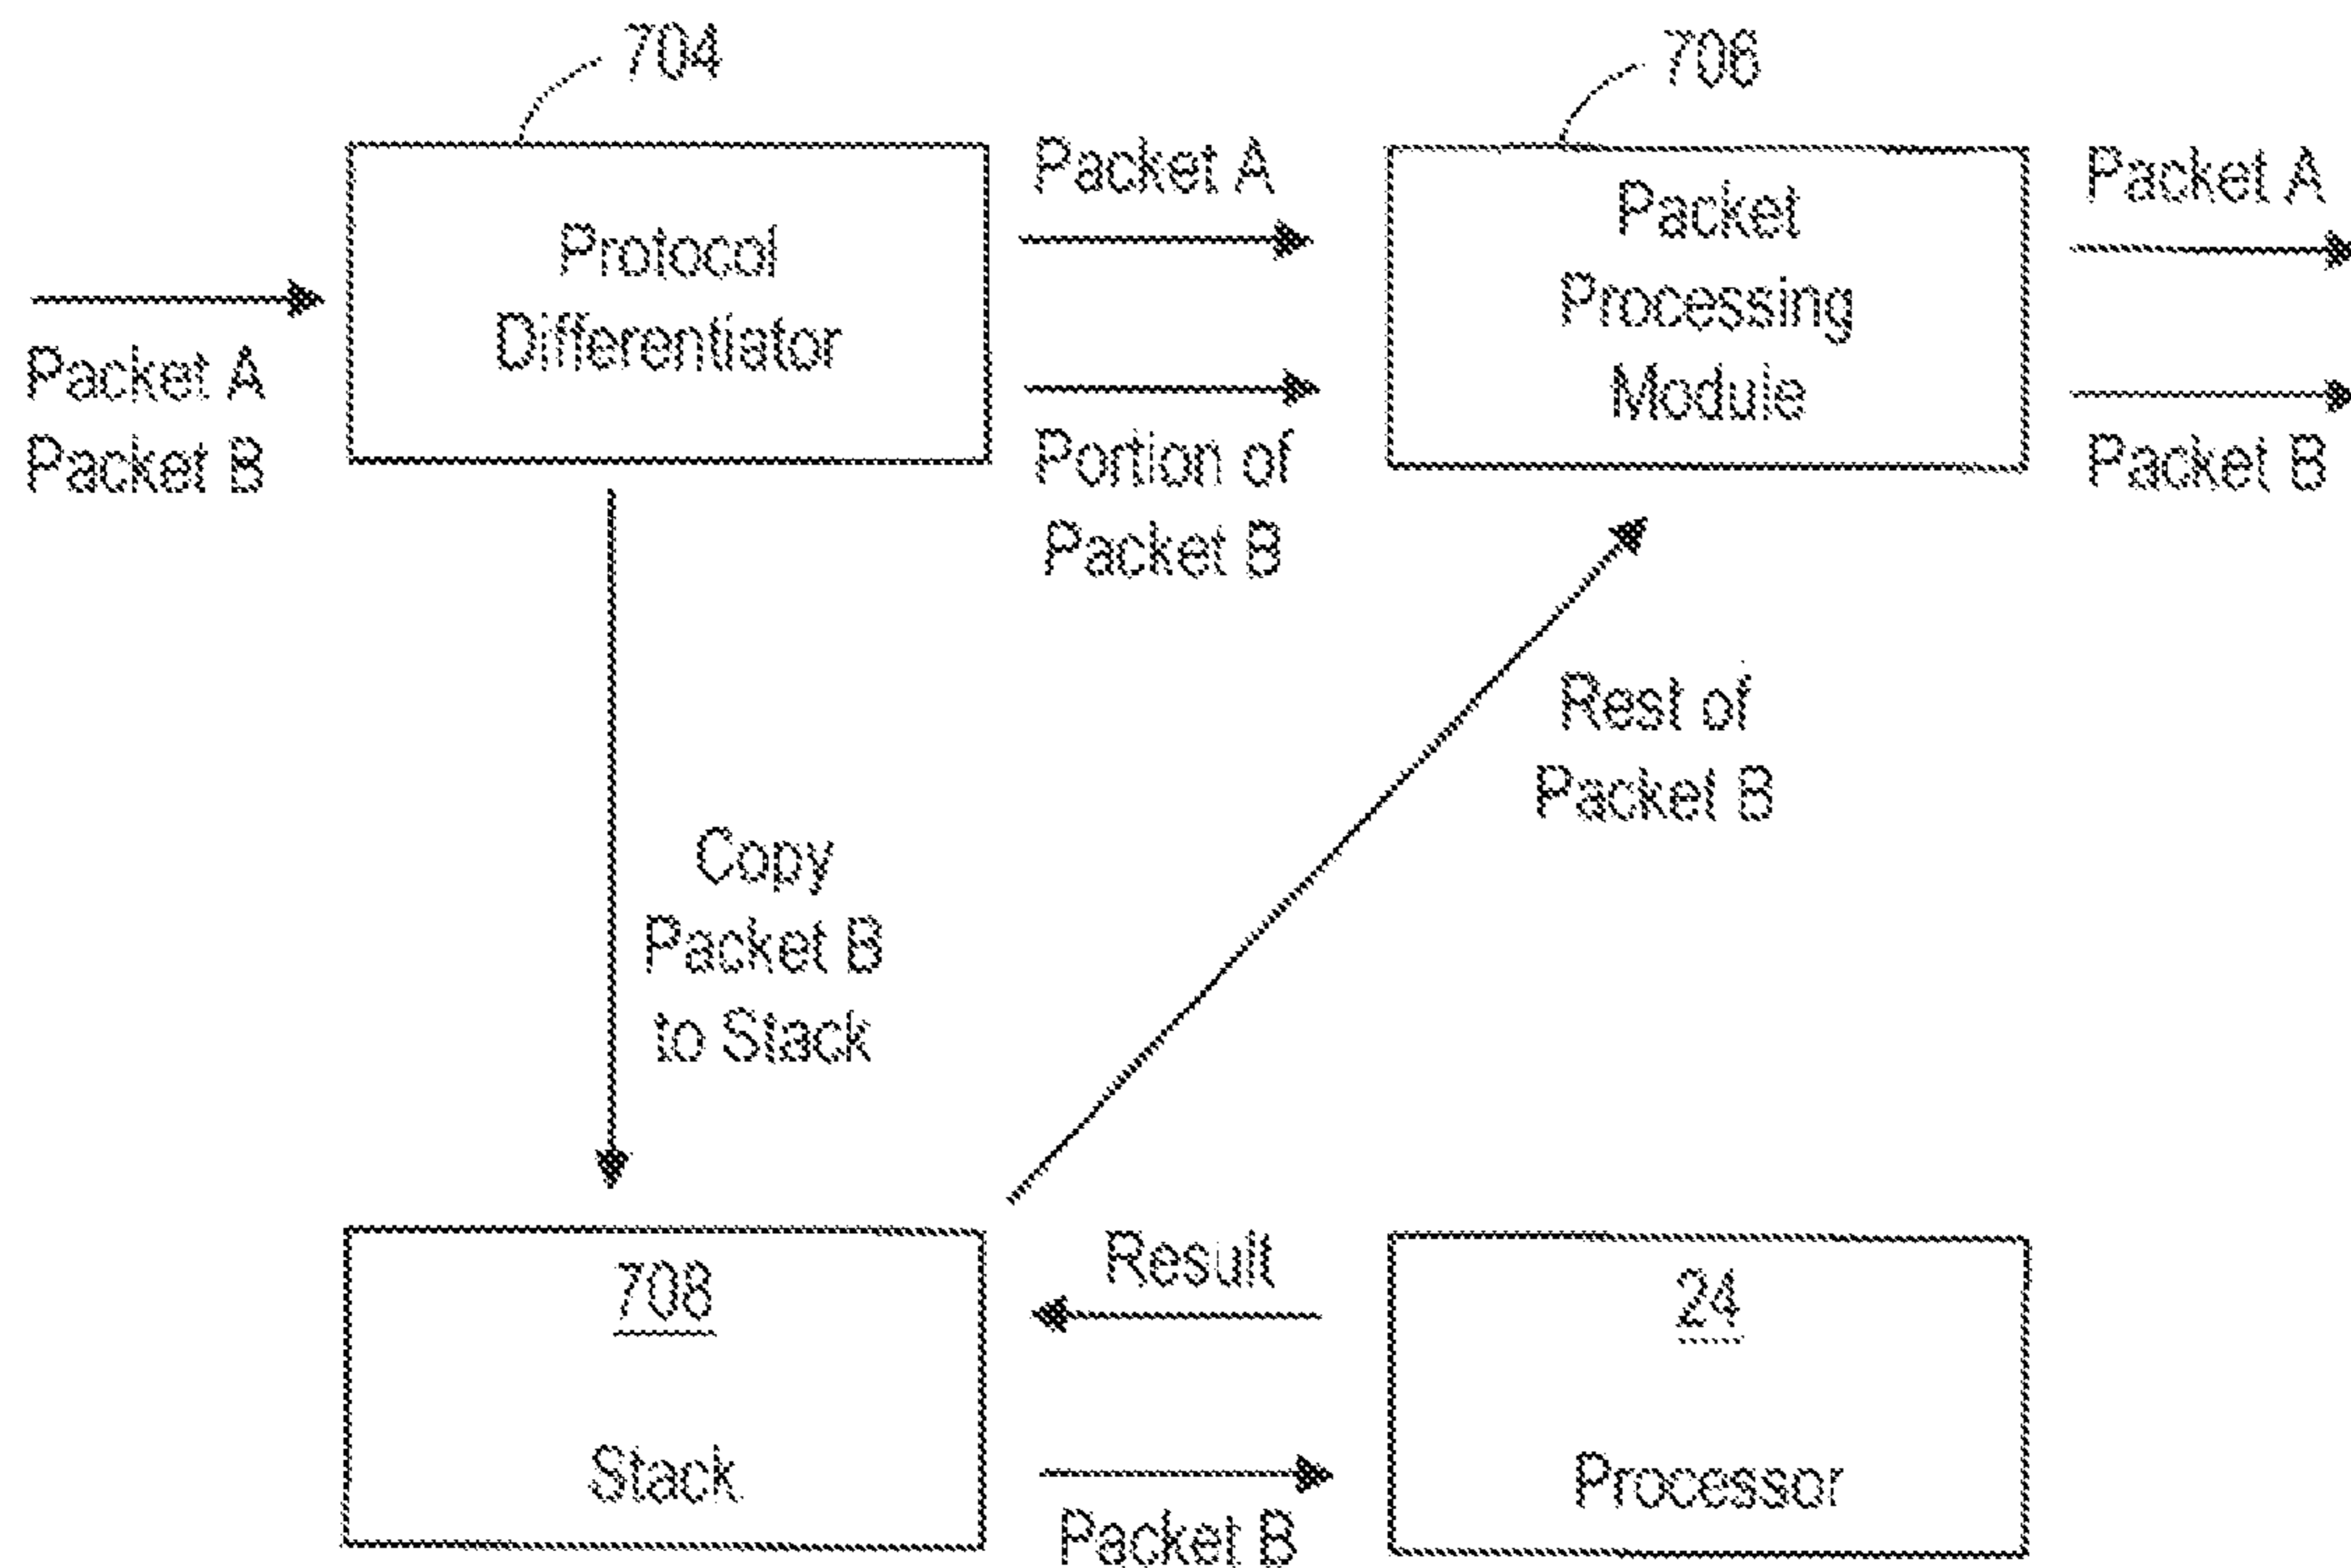 704
706
Packet A
Packet B
Protocol
Differentiator
Packet A
Portion of
Packet B
Packet
Processing
Module
Packet A
Packet B
Copy
Packet B
to Stack
Rest of
Packet B
708
Stack
Result
Packet B
24
Processor